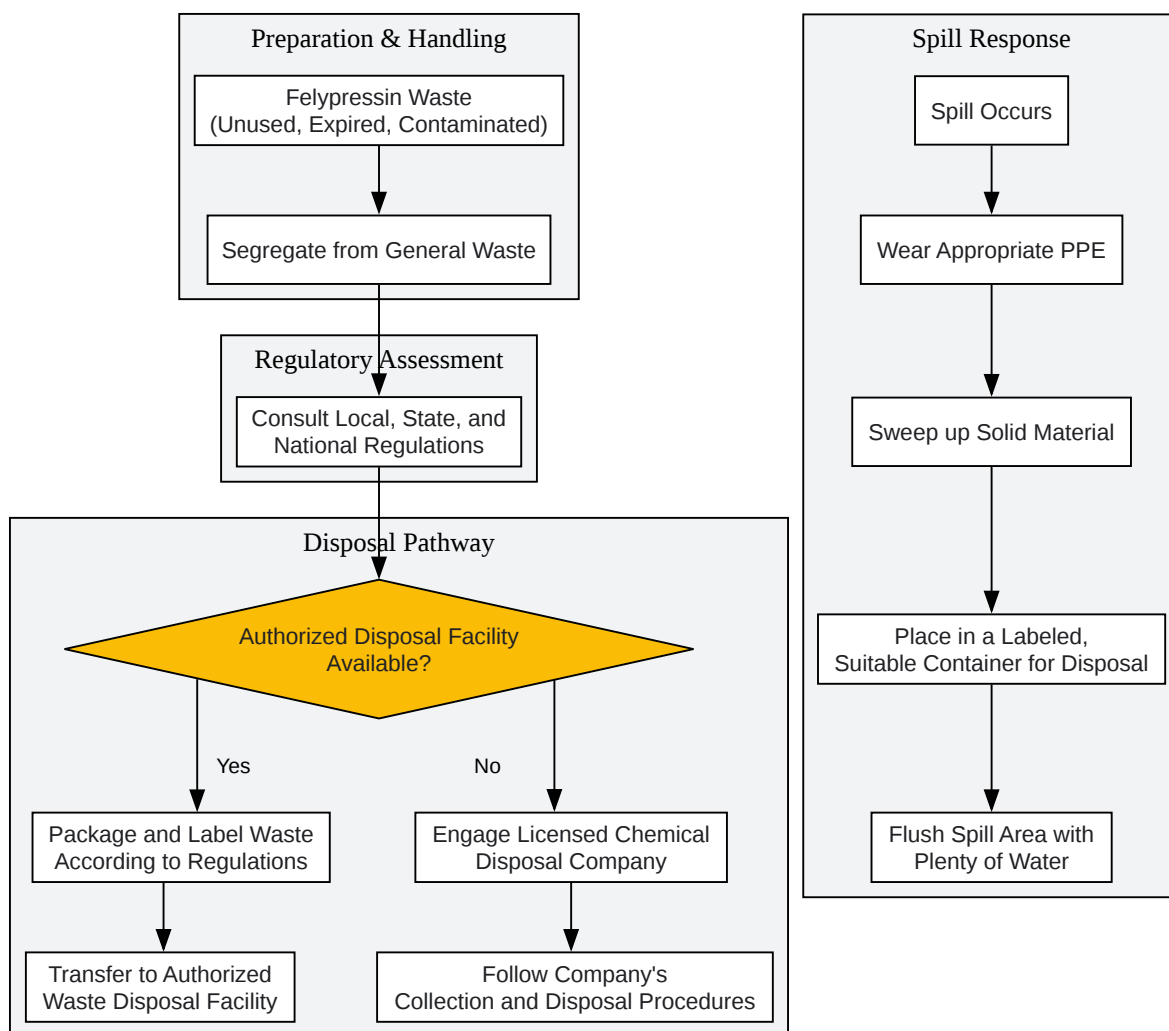 Preparation & Handling
Felypressin Waste
(Unused, Expired, Contaminated)
Segregate from General Waste
Regulatory Assessment
Consult Local, State, and
National Regulations
Disposal Pathway
Authorized Disposal Facility
Available?
Yes
No
Package and Label Waste
According to Regulations
Engage Licensed Chemical
Disposal Company
Transfer to Authorized
Waste Disposal Facility
Follow Company's
Collection and Disposal Procedures
Spill Response
Spill Occurs
Wear Appropriate PPE
Sweep up Solid Material
Place in a Labeled,
Suitable Container for Disposal
Flush Spill Area with
Plenty of Water